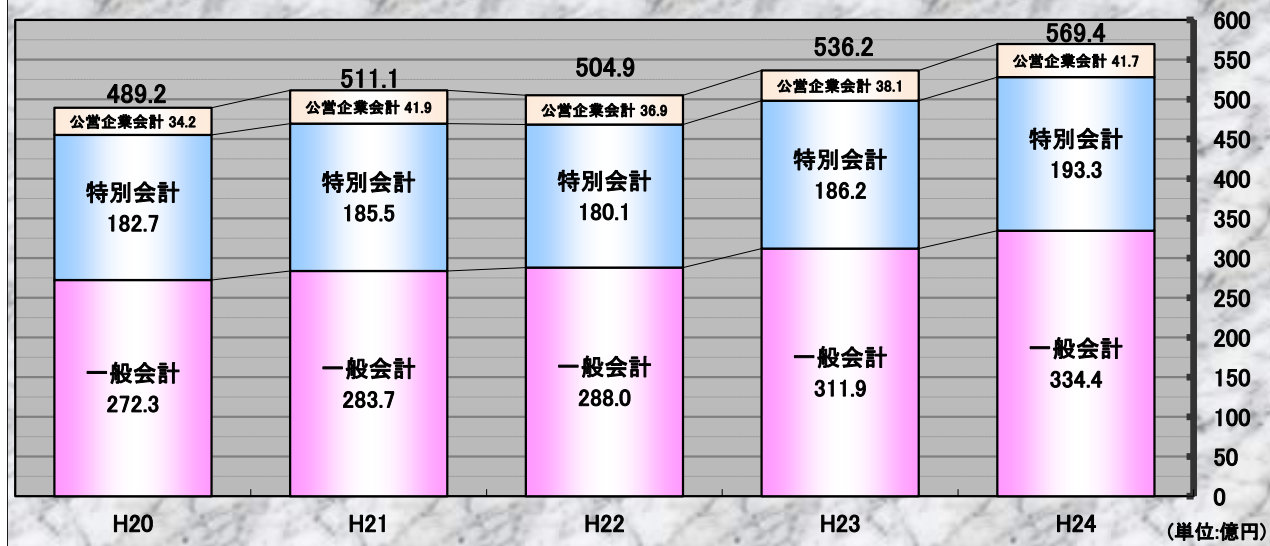 489.2
公営企業会計 34.2
特別会計
182.7
一般会計
272.3
H20
511.1
公営企業会計 41.9
特別会計
185.5
一般会計
283.7
H21
504.9
公営企業会計 36.9
特別会計
180.1
一般会計
288.0
H22
536.2
公営企業会計 38.1
特別会計
186.2
一般会計
311.9
H23
569.4
公営企業会計 41.7
特別会計
193.3
一般会計
334.4
H24
600
550
500
450
400
350
300
250
200
150
100
50
0
(単位:億円)